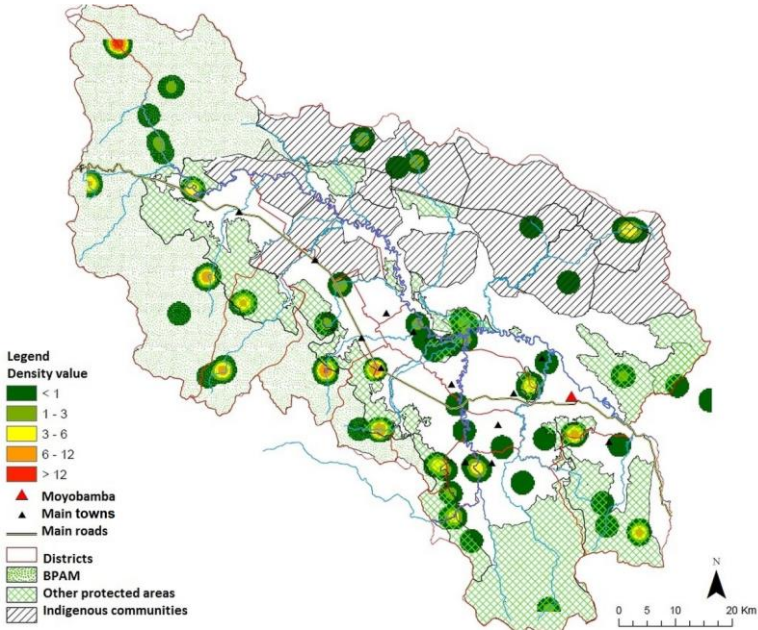 Legend
Density value
< 1
1 - 3
3 - 6
6 - 12
> 12
Moyobamba
Main towns
Main roads
Districts
BPAM
Other protected areas
Indigenous communities
N
0 5 10 20 Km